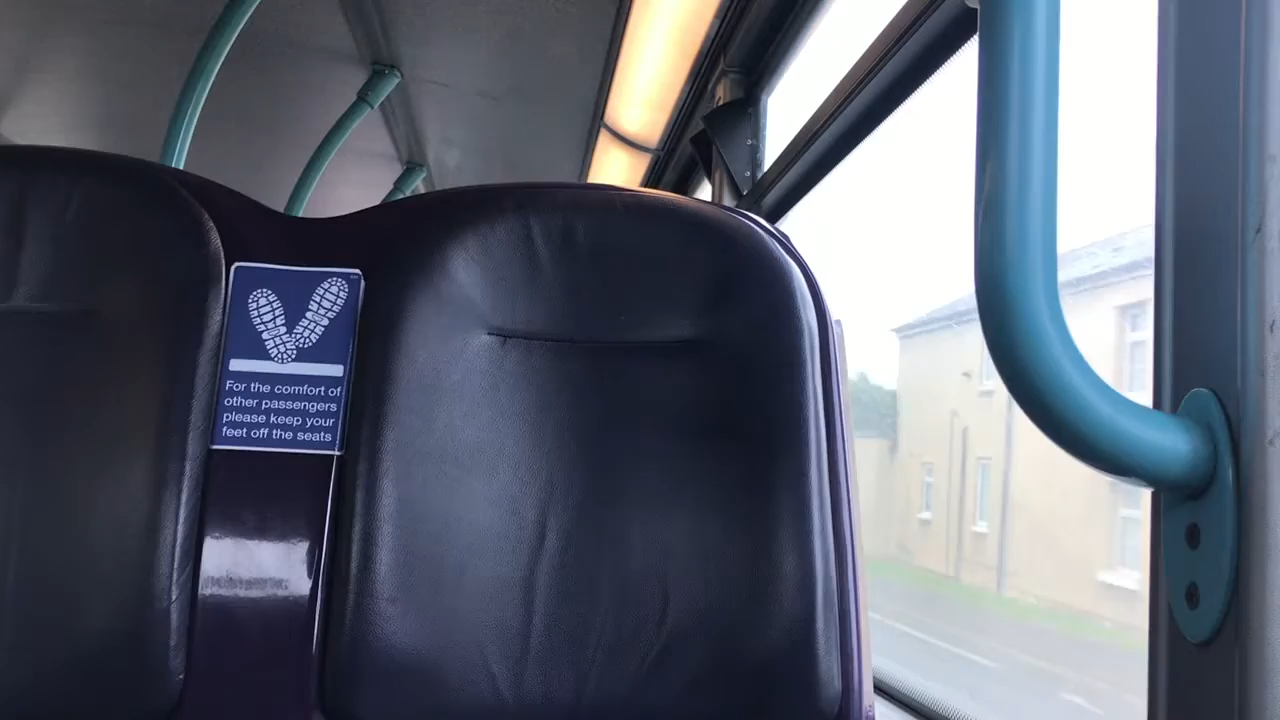 For the comfort of
other passengers
please keep your
feet off the seats